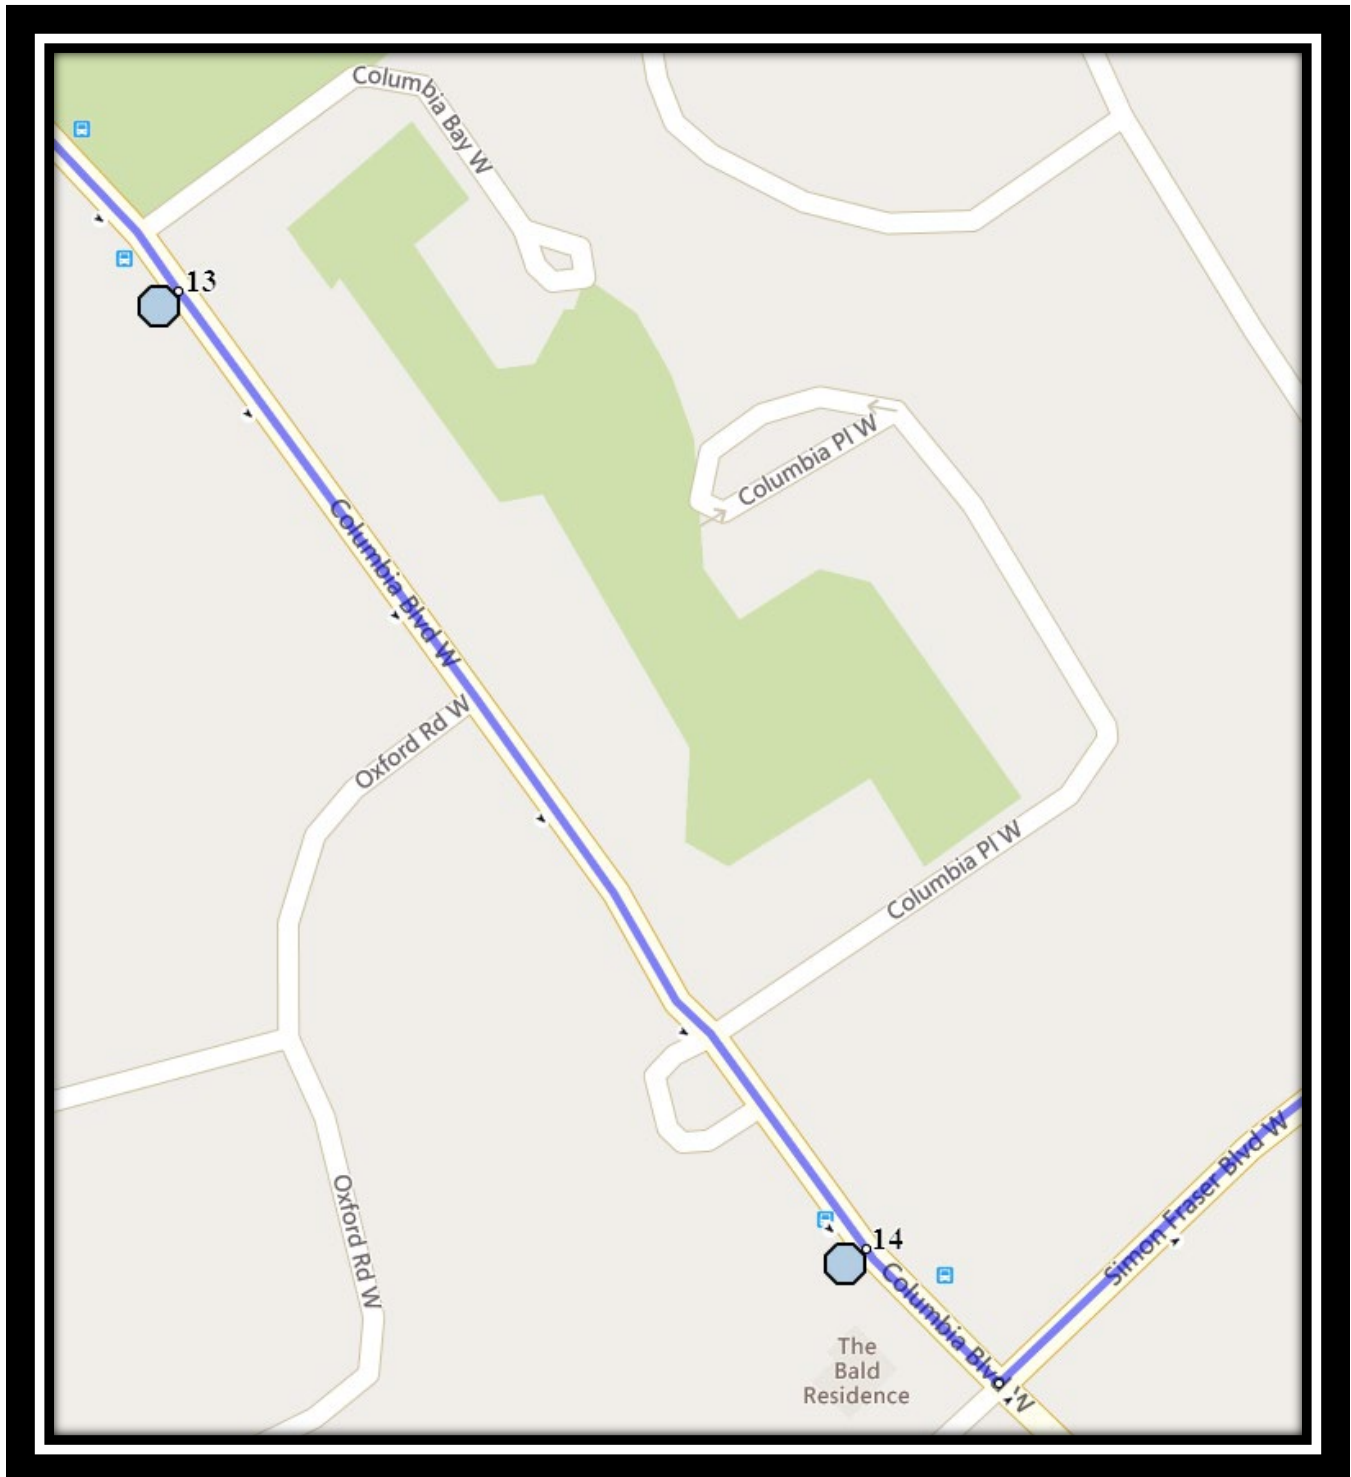 Columbia Bay W
13
Columbia Pl W
Columbia Blvd W
Oxford Rd W
Columbia Pl W
Simon Fraser Blvd W
Oxford Rd W
14
Columbia Blvd W
The
Bald
Residence